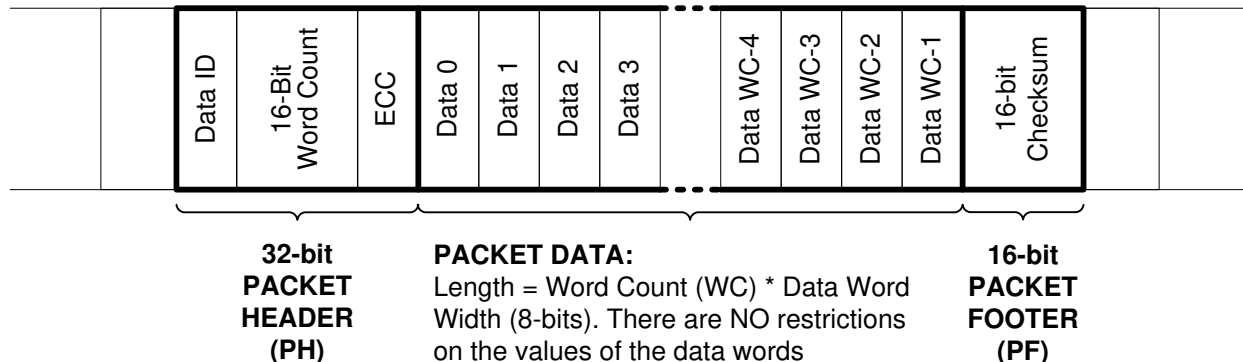 Data ID
16-Bit
Word Count
ECC
Data 0
Data 1
Data 2
Data 3
Data WC-4
Data WC-3
Data WC-2
Data WC-1
16-bit
Checksum
32-bit
PACKET
HEADER
(PH)
PACKET DATA:
Length = Word Count (WC) * Data Word
Width (8-bits). There are NO restrictions
on the values of the data words
16-bit
PACKET
FOOTER
(PF)